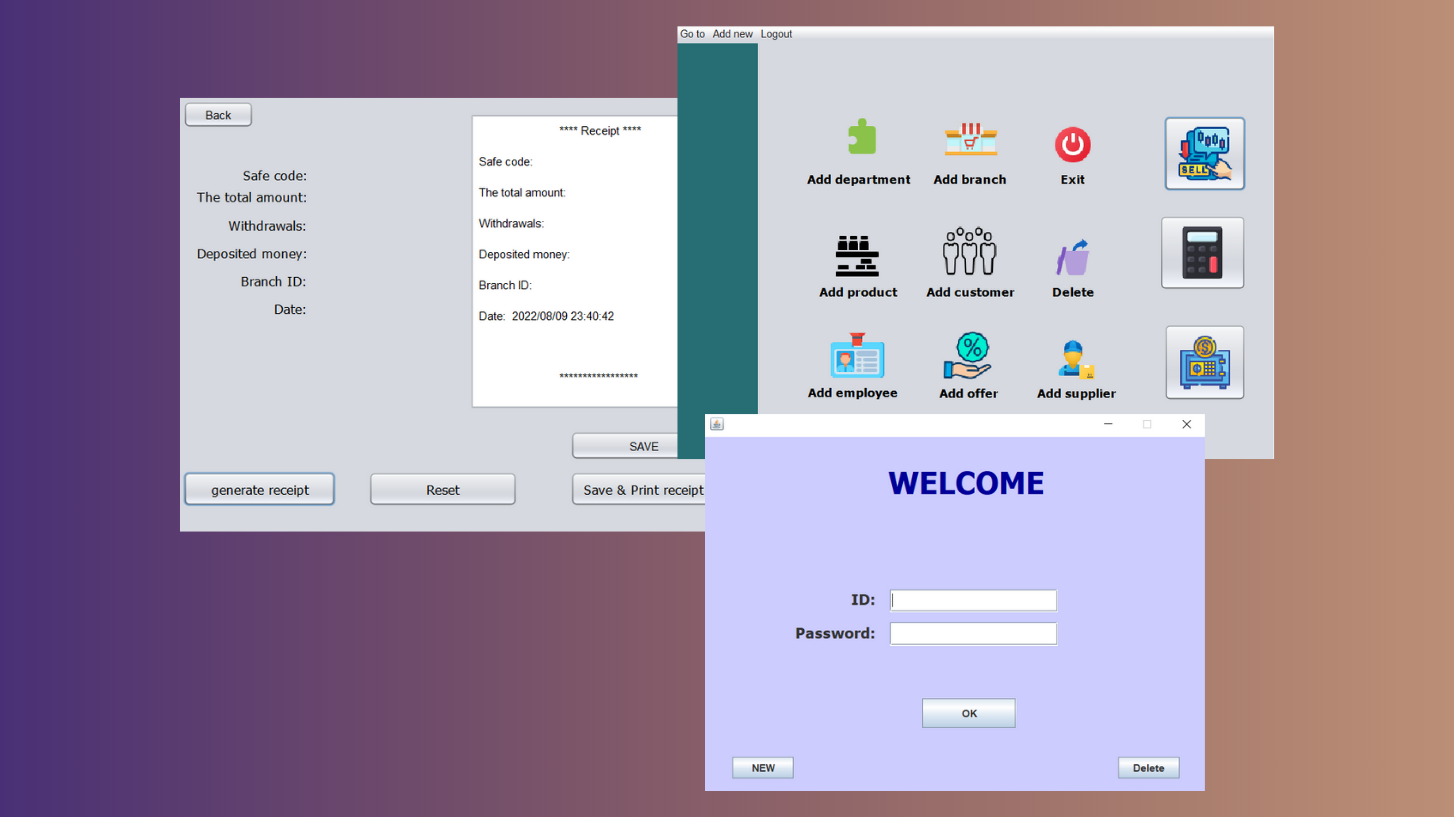 Go to Add new Logout
Back
Safe code:
The total amount:
Withdrawals:
Deposited money:
Branch ID:
Date:
**** Receipt ****
Safe code:
The total amount:
Withdrawals:
Deposited money:
Branch ID:
Date: 2022/08/09 23:40:42
*****************
SAVE
generate receipt
Reset
Save & Print receipt
Add department
Add branch
Exit
SELL
Add product
Add customer
Delete
Add employee
Add offer
Add supplier
WELCOME
ID:
Password:
OK
NEW
Delete